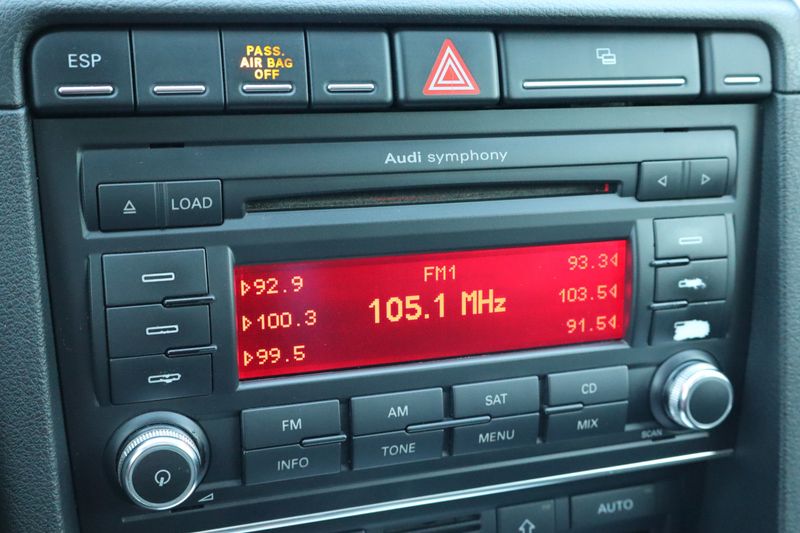 ESP
PASS.
AIR BAG
OFF
Audi symphony
LOAD
FM1
92.9
93.3
105.1 MHz
100.3
103.5
99.5
91.5
FM
AM
SAT
CD
INFO
TONE
MENU
MIX
SCAN
AUTO